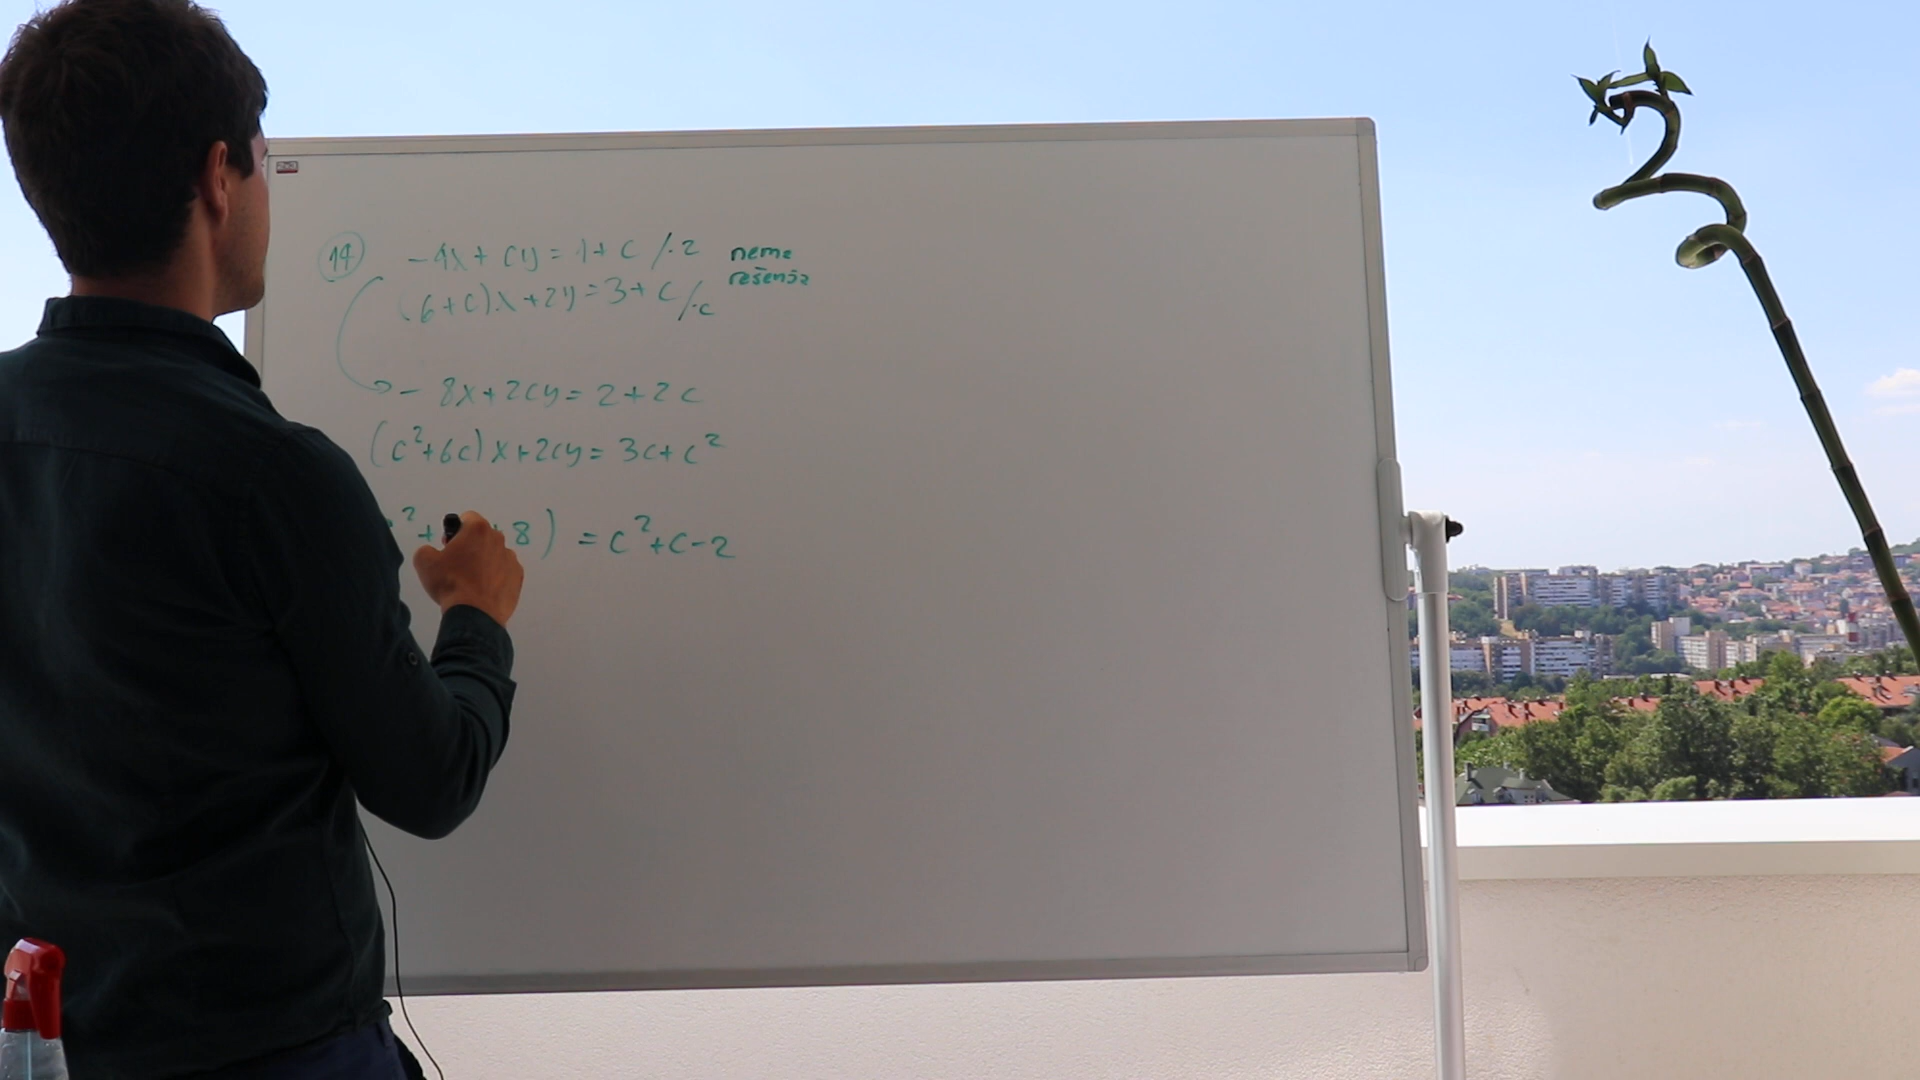 14 -4x + cy = 1 + c /·2 nema
rešenja
(6+c)x + 2y = 3 + c /·c
- 8x + 2cy = 2 + 2c
(c²+6c)x + 2cy = 3c + c²
² + +8) = c² + c - 2